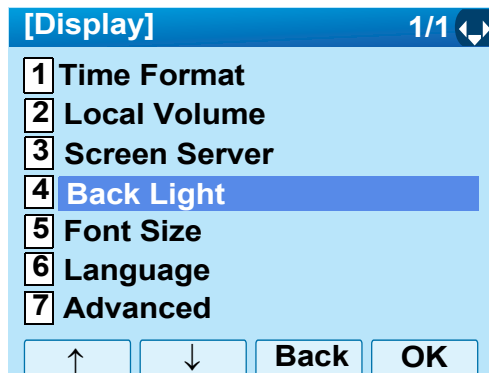 [Display] 1/1
1 Time Format
2 Local Volume
3 Screen Server
4 Back Light
5 Font Size
6 Language
7 Advanced
↑ ↓ Back OK